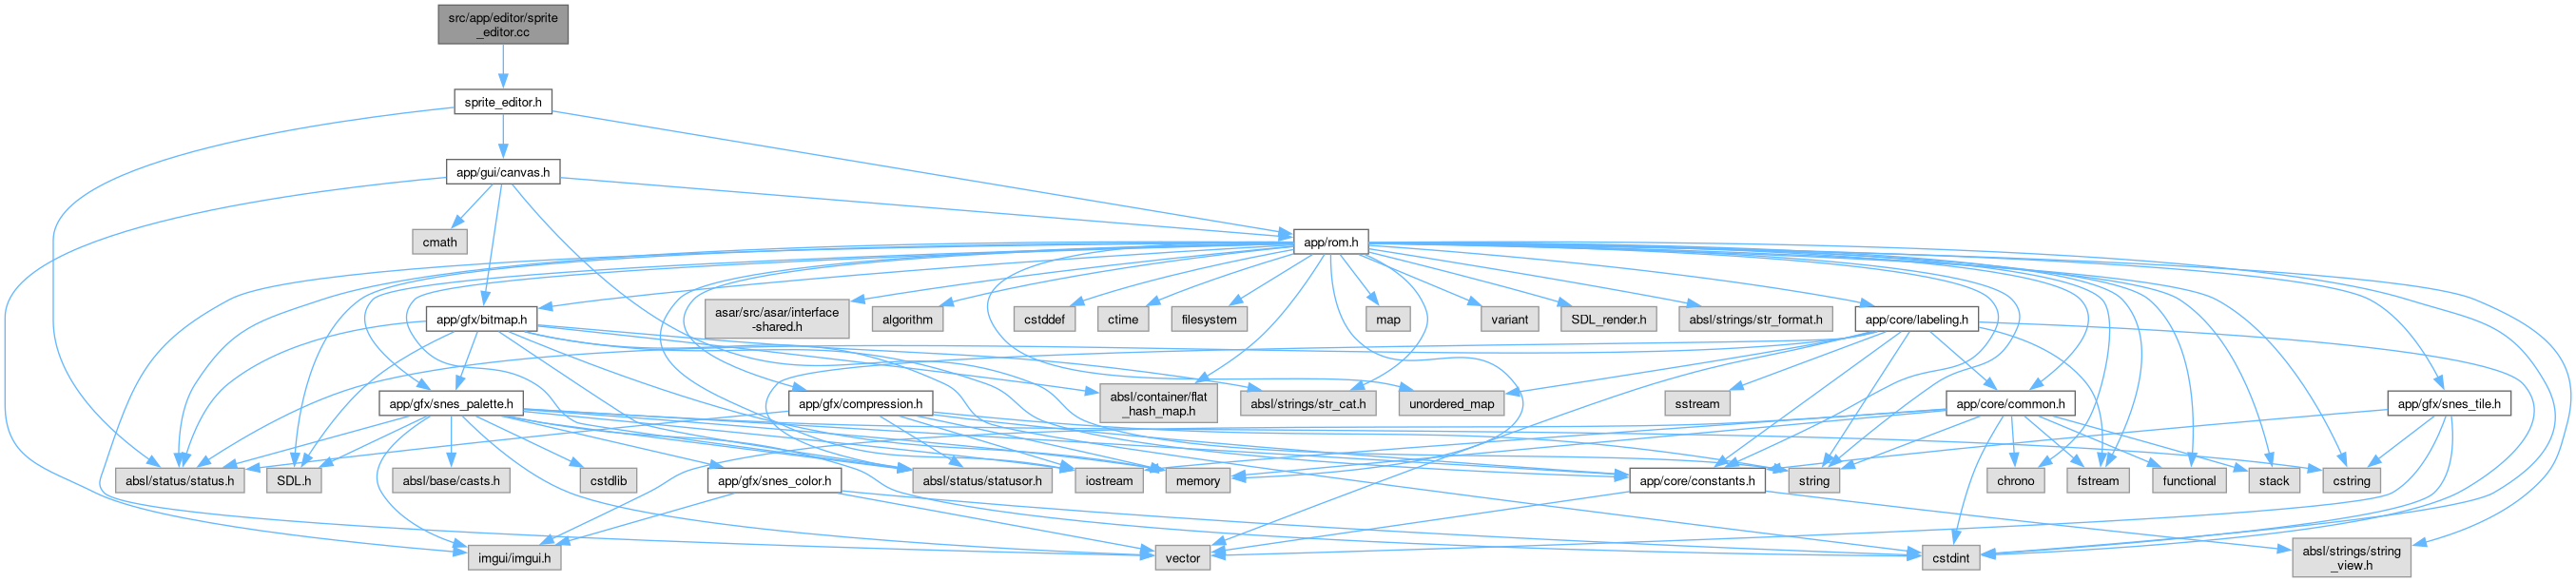 src/app/editor/sprite
_editor.cc
sprite_editor.h
app/gui/canvas.h
cmath
app/rom.h
app/gfx/bitmap.h
asar/src/asar/interface
-shared.h
algorithm
cstddef
ctime
filesystem
map
variant
SDL_render.h
absl/strings/str_format.h
app/core/labeling.h
app/gfx/snes_palette.h
app/gfx/compression.h
absl/container/flat
_hash_map.h
absl/strings/str_cat.h
unordered_map
sstream
app/core/common.h
app/gfx/snes_tile.h
absl/status/status.h
SDL.h
absl/base/casts.h
cstdlib
app/gfx/snes_color.h
absl/status/statusor.h
iostream
memory
app/core/constants.h
string
chrono
fstream
functional
stack
cstring
imgui/imgui.h
vector
cstdint
absl/strings/string
_view.h